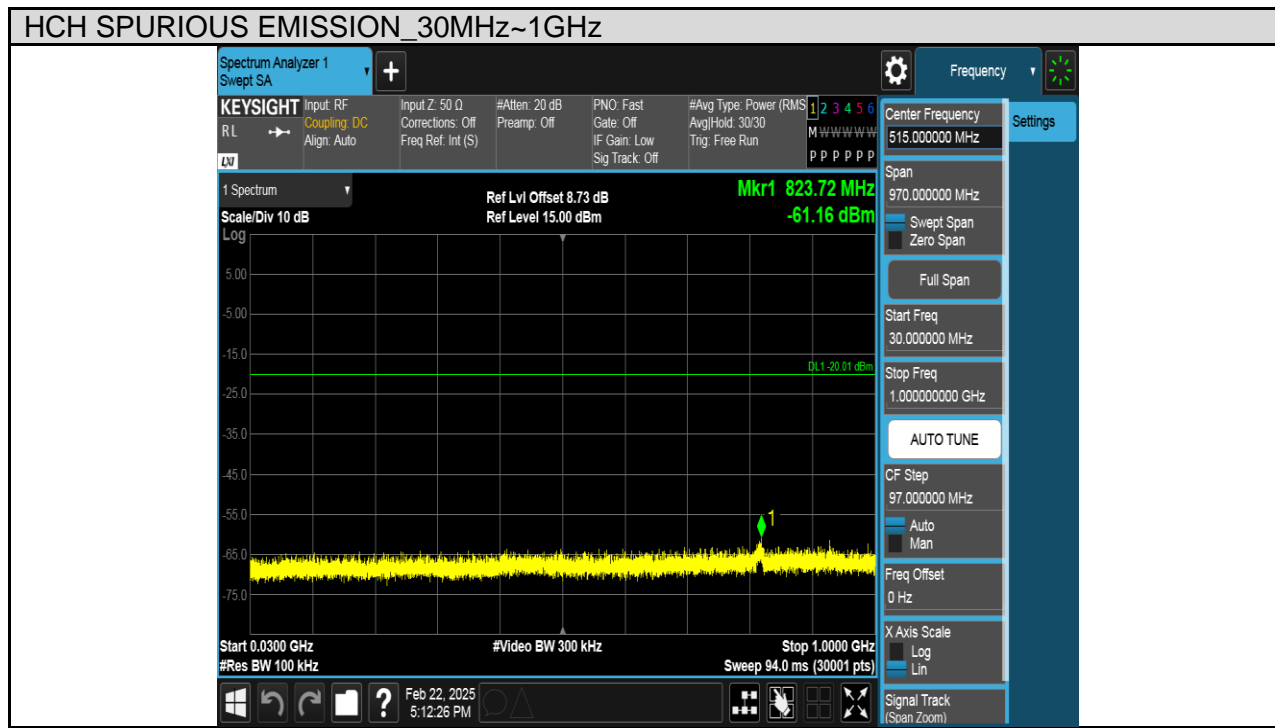 HCH SPURIOUS EMISSION_30MHz~1GHz
Spectrum Analyzer 1
Swept SA
+
Frequency
KEYSIGHT
RL
LXI
Input: RF
Coupling: DC
Align: Auto
Input Z: 50 Ω
Corrections: Off
Freq Ref: Int (S)
#Atten: 20 dB
Preamp: Off
PNO: Fast
Gate: Off
IF Gain: Low
Sig Track: Off
#Avg Type: Power (RMS
Avg|Hold: 30/30
Trig: Free Run
1 2 3 4 5 6
M W W W W W
P P P P P P
1 Spectrum
Scale/Div 10 dB
Ref Lvl Offset 8.73 dB
Ref Level 15.00 dBm
Mkr1 823.72 MHz
-61.16 dBm
Log
5.00
-5.00
-15.0
DL1 -20.01 dBm
-25.0
-35.0
-45.0
-55.0
1
-65.0
-75.0
Start 0.0300 GHz
#Res BW 100 kHz
#Video BW 300 kHz
Stop 1.0000 GHz
Sweep 94.0 ms (30001 pts)
?
Feb 22, 2025
5:12:26 PM
Center Frequency
515.000000 MHz
Settings
Span
970.000000 MHz
Swept Span
Zero Span
Full Span
Start Freq
30.000000 MHz
Stop Freq
1.000000000 GHz
AUTO TUNE
CF Step
97.000000 MHz
Auto
Man
Freq Offset
0 Hz
X Axis Scale
Log
Lin
Signal Track
(Span Zoom)